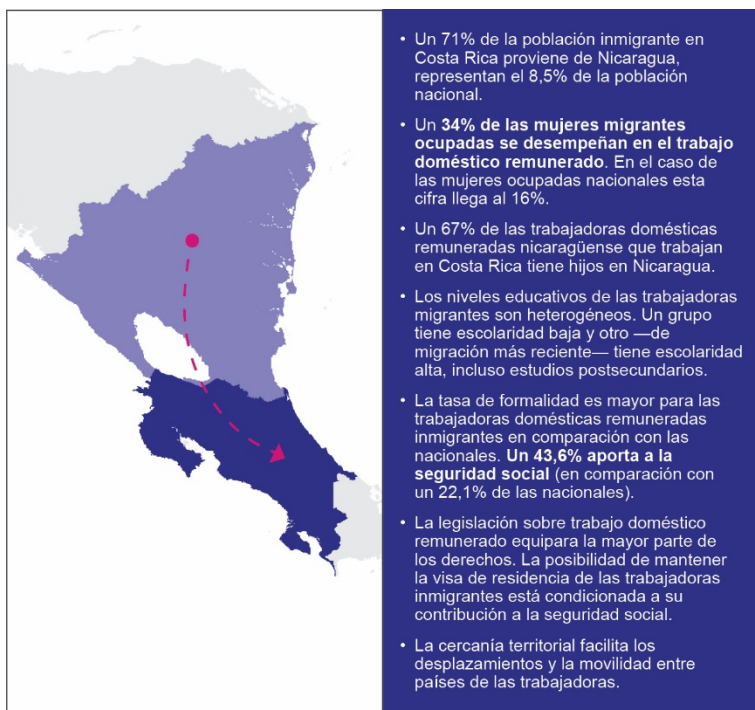 • Un 71% de la población inmigrante en
Costa Rica proviene de Nicaragua,
representan el 8,5% de la población
nacional.
• Un 34% de las mujeres migrantes
ocupadas se desempeñan en el trabajo
doméstico remunerado. En el caso de
las mujeres ocupadas nacionales esta
cifra llega al 16%.
• Un 67% de las trabajadoras domésticas
remuneradas nicaragüense que trabajan
en Costa Rica tiene hijos en Nicaragua.
• Los niveles educativos de las trabajadoras
migrantes son heterogéneos. Un grupo
tiene escolaridad baja y otro —de
migración más reciente— tiene escolaridad
alta, incluso estudios postsecundarios.
• La tasa de formalidad es mayor para las
trabajadoras domésticas remuneradas
inmigrantes en comparación con las
nacionales. Un 43,6% aporta a la
seguridad social (en comparación con
un 22,1% de las nacionales).
• La legislación sobre trabajo doméstico
remunerado equipara la mayor parte de
los derechos. La posibilidad de mantener
la visa de residencia de las trabajadoras
inmigrantes está condicionada a su
contribución a la seguridad social.
• La cercanía territorial facilita los
desplazamientos y la movilidad entre
países de las trabajadoras.